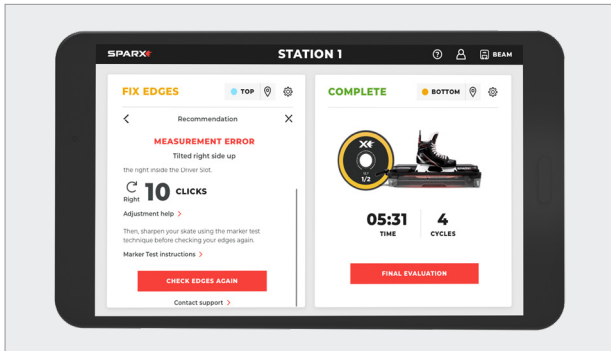 SPARX
STATION 1
BEAM
FIX EDGES
TOP
Recommendation
MEASUREMENT ERROR
Tilted right side up
the right inside the Driver Slot.
Right
10 CLICKS
Adjustment help >
Then, sharpen your skate using the marker test
technique before checking your edges again.
Marker Test instructions >
CHECK EDGES AGAIN
Contact support >
COMPLETE
BOTTOM
X
1/2
05:31
TIME
4
CYCLES
FINAL EVALUATION